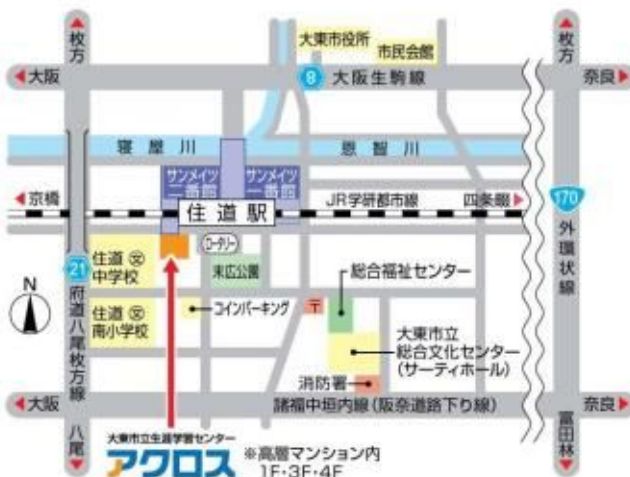 枚方
大東市役所
市民会館
枚方
大阪
8
大阪生駒線
奈良
寝屋川
恩智川
サンメイツ
二番館
サンメイツ
一番館
京橋
住道駅
JR学研都市線
四条畷
170
外環状線
住道
中学校
文
ロータリー
末広公園
総合福祉センター
21
府道八尾枚方線
N
住道
南小学校
文
コインパーキング
〒
大東市立
総合文化センター
(サーティホール)
消防署
大阪
諸福中垣内線(阪奈道路下り線)
奈良
八尾
富田林
大東市立生涯学習センター
アクロス
※高層マンション内
1F・3F・4F